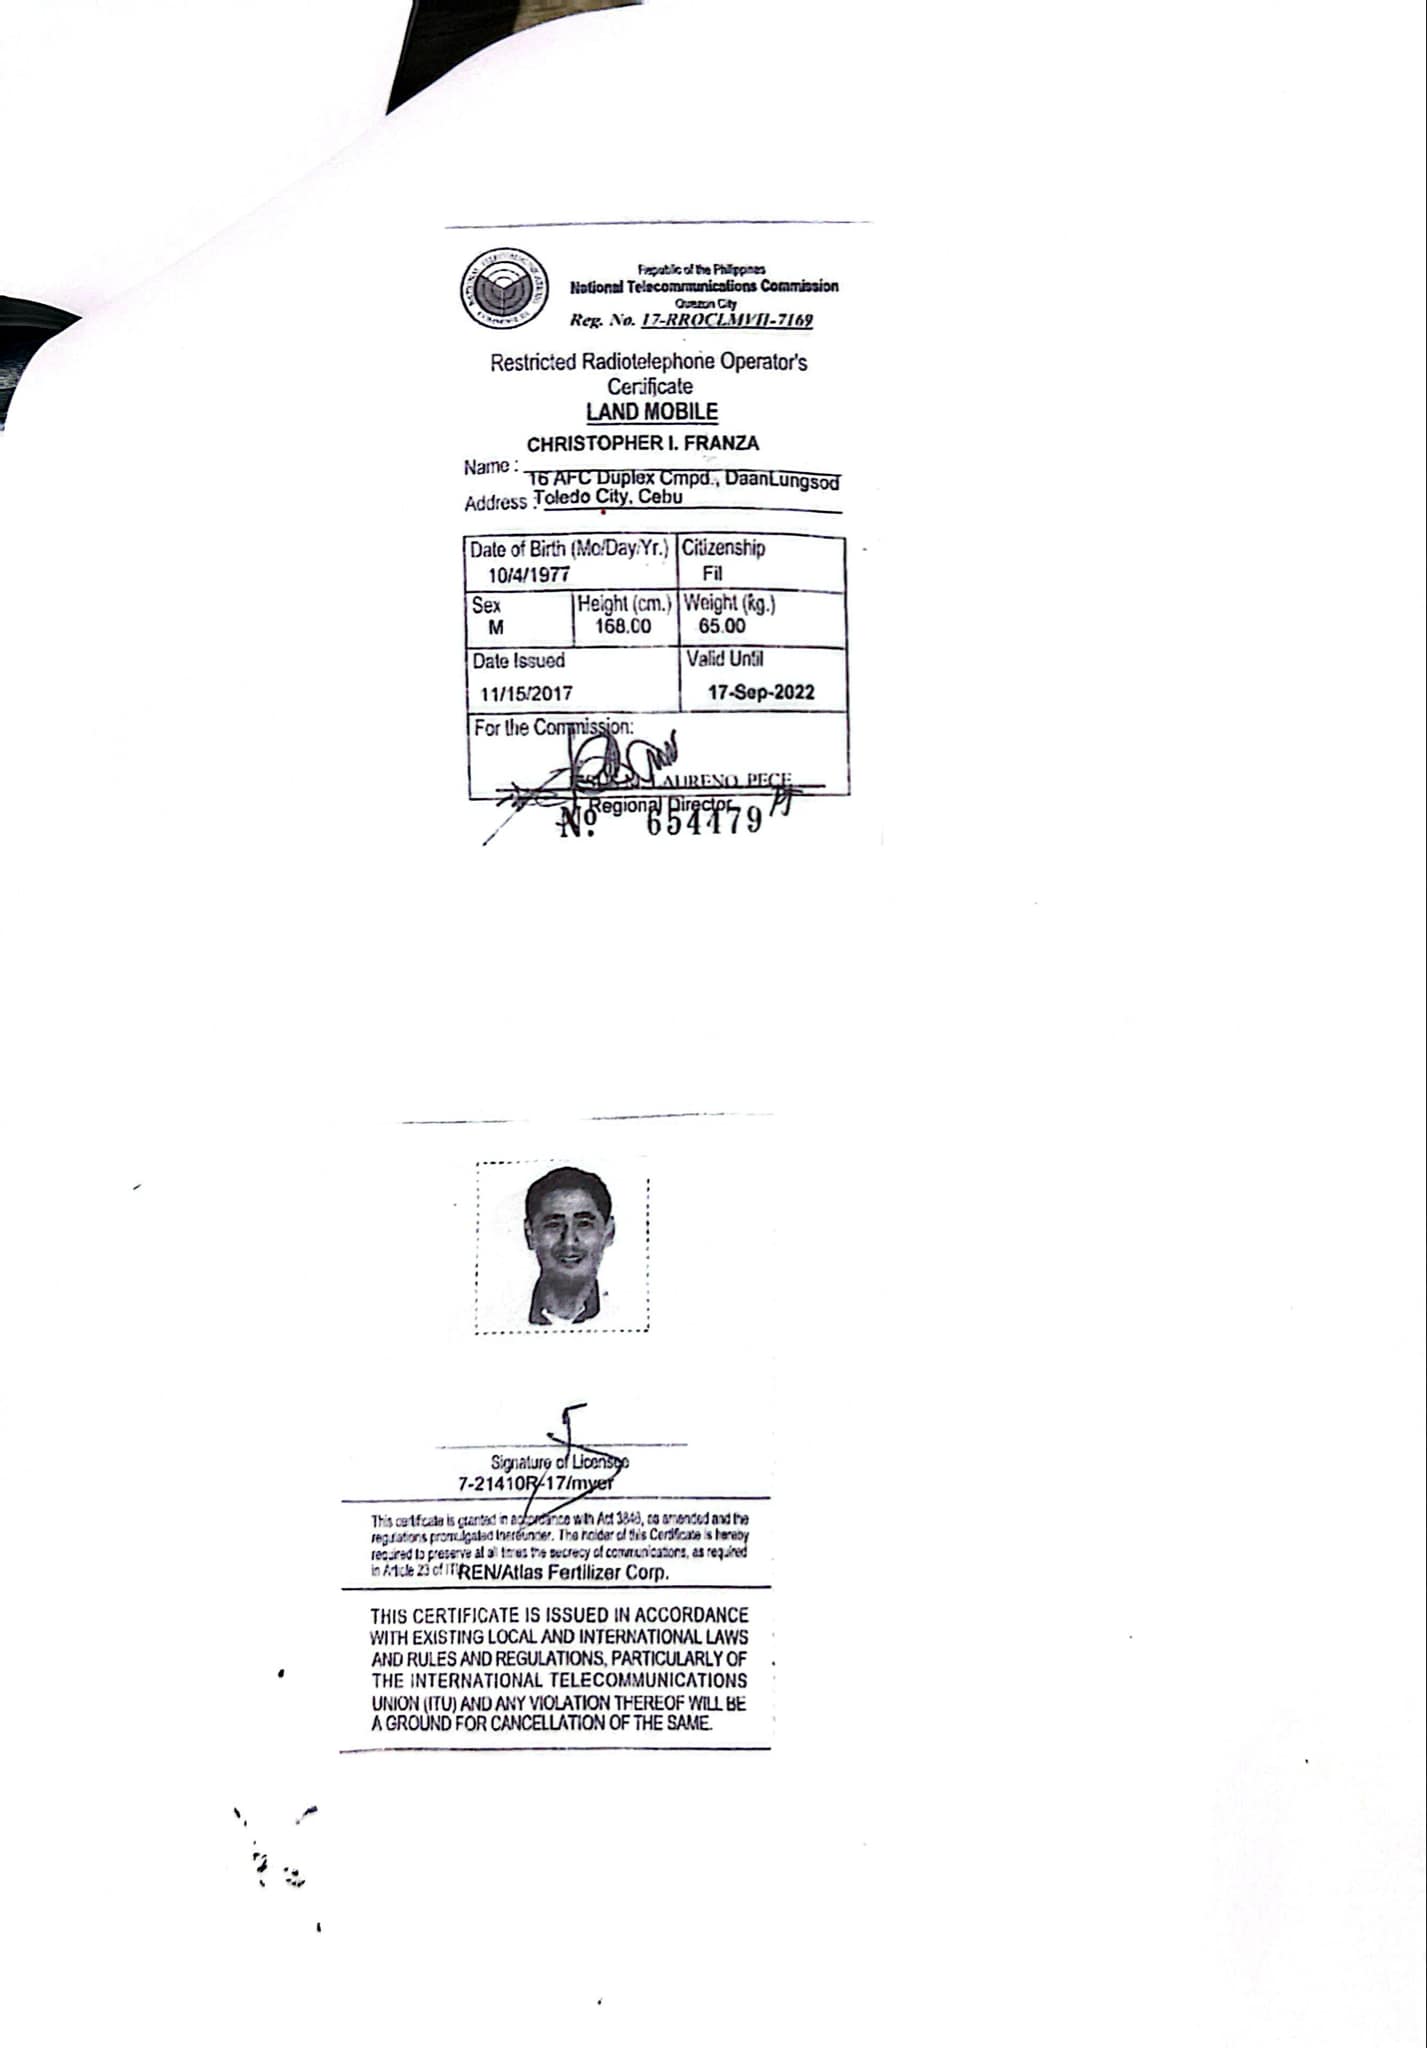 Republic of the Philippines
National Telecommunications Commission
Quezon City
Reg. No. 17-RROCLMVII-7169
Restricted Radiotelephone Operator's
Certificate
LAND MOBILE
CHRISTOPHER I. FRANZA
Name :
16 AFC Duplex Cmpd., DaanLungsod
Address : Toledo City, Cebu
Date of Birth (Mo/Day/Yr.) Citizenship
10/4/1977 Fil
Sex Height (cm.) Weight (kg.)
M 168.00 65.00
Date Issued Valid Until
11/15/2017 17-Sep-2022
For the Commission:
LAURENO, PECE
Regional Director
No. 654479
Signature of Licensee
7-21410R-17/myer
This certificate is granted in accordance with Act 3846, as amended and the
regulations promulgated thereunder. The holder of this Certificate is hereby
required to preserve at all times the secrecy of communications, as required
in Article 23 of REN/Atlas Fertilizer Corp.
THIS CERTIFICATE IS ISSUED IN ACCORDANCE
WITH EXISTING LOCAL AND INTERNATIONAL LAWS
AND RULES AND REGULATIONS, PARTICULARLY OF
THE INTERNATIONAL TELECOMMUNICATIONS
UNION (ITU) AND ANY VIOLATION THEREOF WILL BE
A GROUND FOR CANCELLATION OF THE SAME.